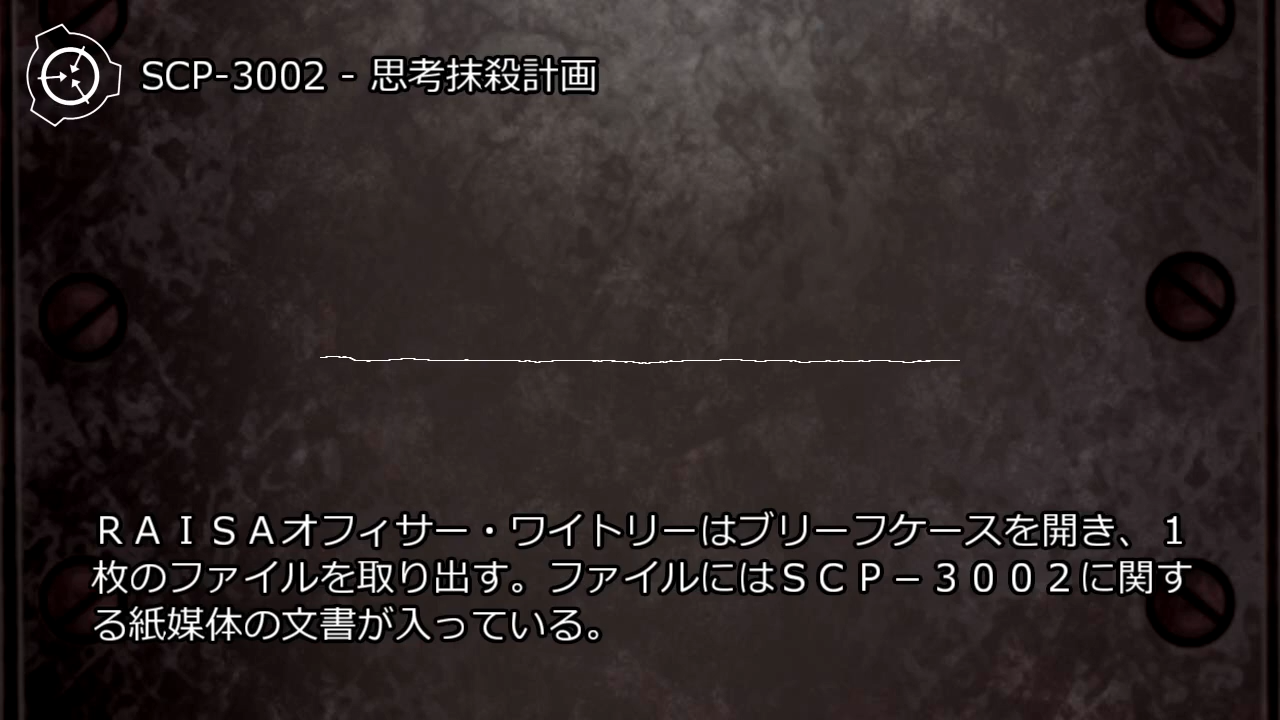 SCP-3002 - 思考抹殺計画
ＲＡＩＳＡオフィサー・ワイトリーはブリーフケースを開き、１
枚のファイルを取り出す。ファイルにはＳＣＰ－３００２に関す
る紙媒体の文書が入っている。